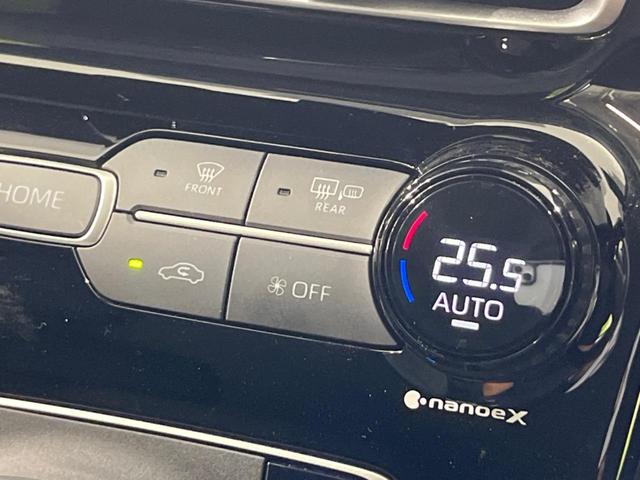 HOME
FRONT
REAR
OFF
25.5
AUTO
nanoeX